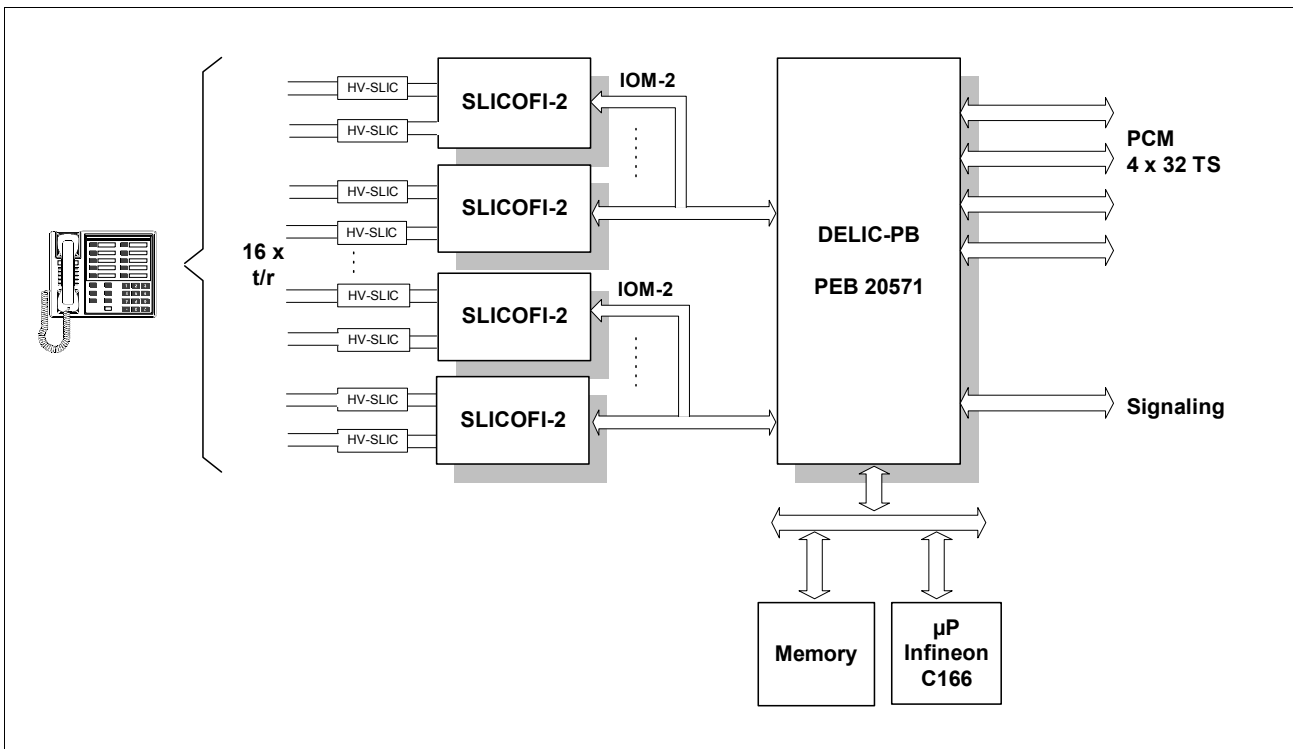 IOM-2
HV-SLIC
SLICOFI-2
HV-SLIC
PCM
4 x 32 TS
HV-SLIC
SLICOFI-2
HV-SLIC
DELIC-PB
PEB 20571
16 x
t/r
IOM-2
HV-SLIC
SLICOFI-2
HV-SLIC
HV-SLIC
SLICOFI-2
HV-SLIC
Signaling
Memory
µP
Infineon
C166